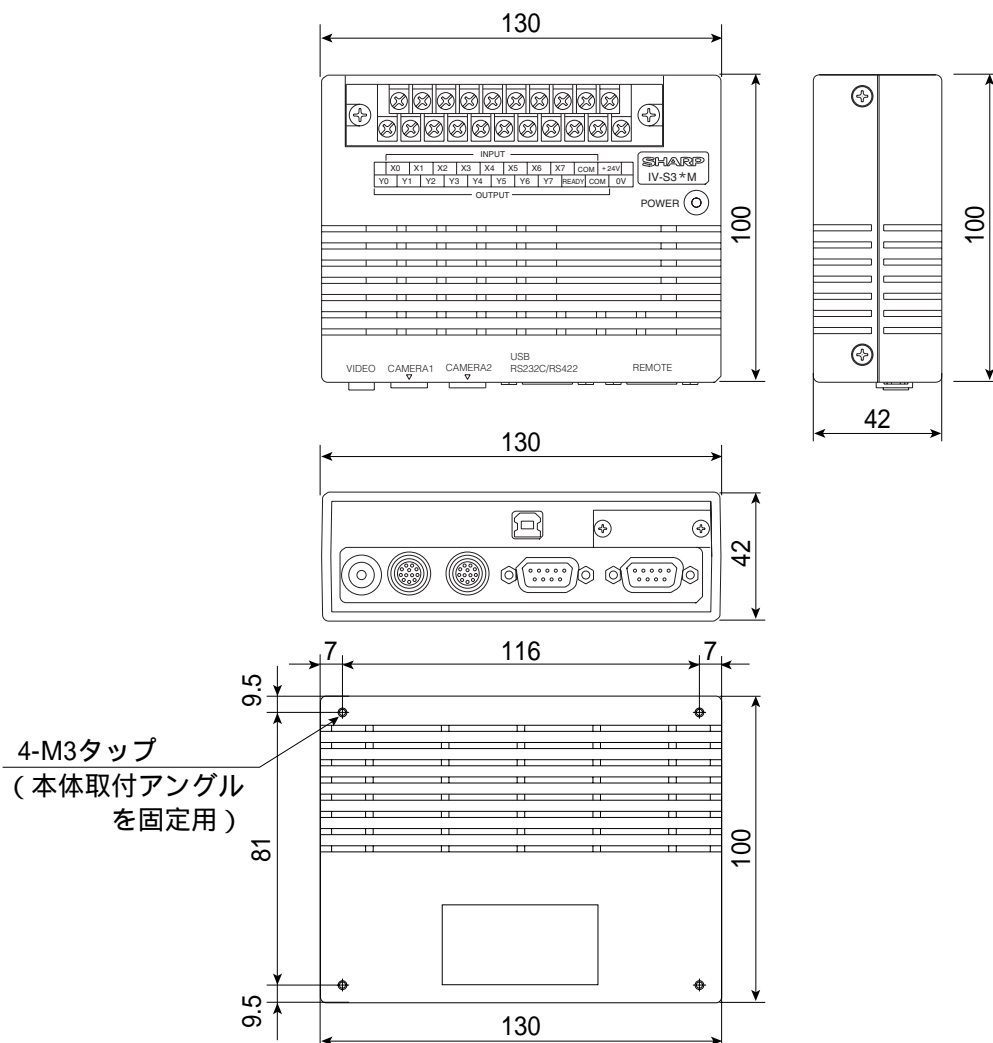 130
INPUT
X0 X1 X2 X3 X4 X5 X6 X7 COM +24V
Y0 Y1 Y2 Y3 Y4 Y5 Y6 Y7 READY COM 0V
OUTPUT
SHARP
IV-S3*M
POWER
100
100
USB
VIDEO CAMERA1 CAMERA2 RS232C/RS422 REMOTE
42
130
42
7 116 7
9.5
4-M3タップ
(本体取付アングル
を固定用)
81
100
9.5
130